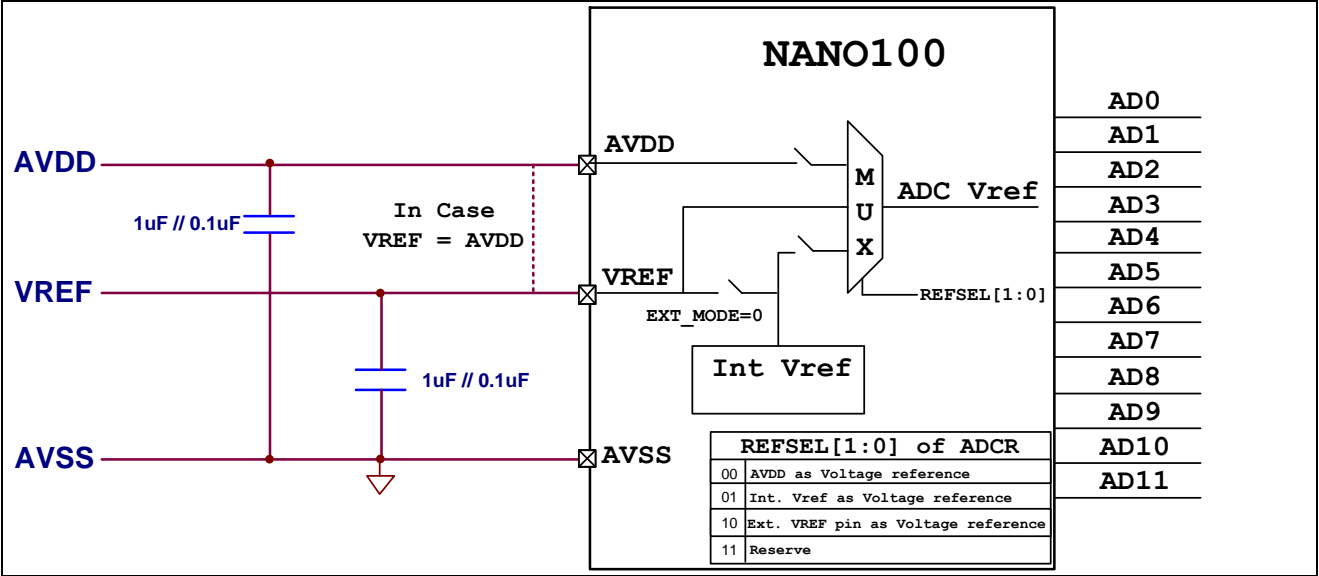 NANO100
AVDD
VREF
AVSS
1uF // 0.1uF
1uF // 0.1uF
In Case
VREF = AVDD
AVDD
VREF
AVSS
EXT_MODE=0
M
U
X
ADC Vref
REFSEL[1:0]
Int Vref
REFSEL[1:0] of ADCR
00 AVDD as Voltage reference
01 Int. Vref as Voltage reference
10 Ext. VREF pin as Voltage reference
11 Reserve
AD0
AD1
AD2
AD3
AD4
AD5
AD6
AD7
AD8
AD9
AD10
AD11